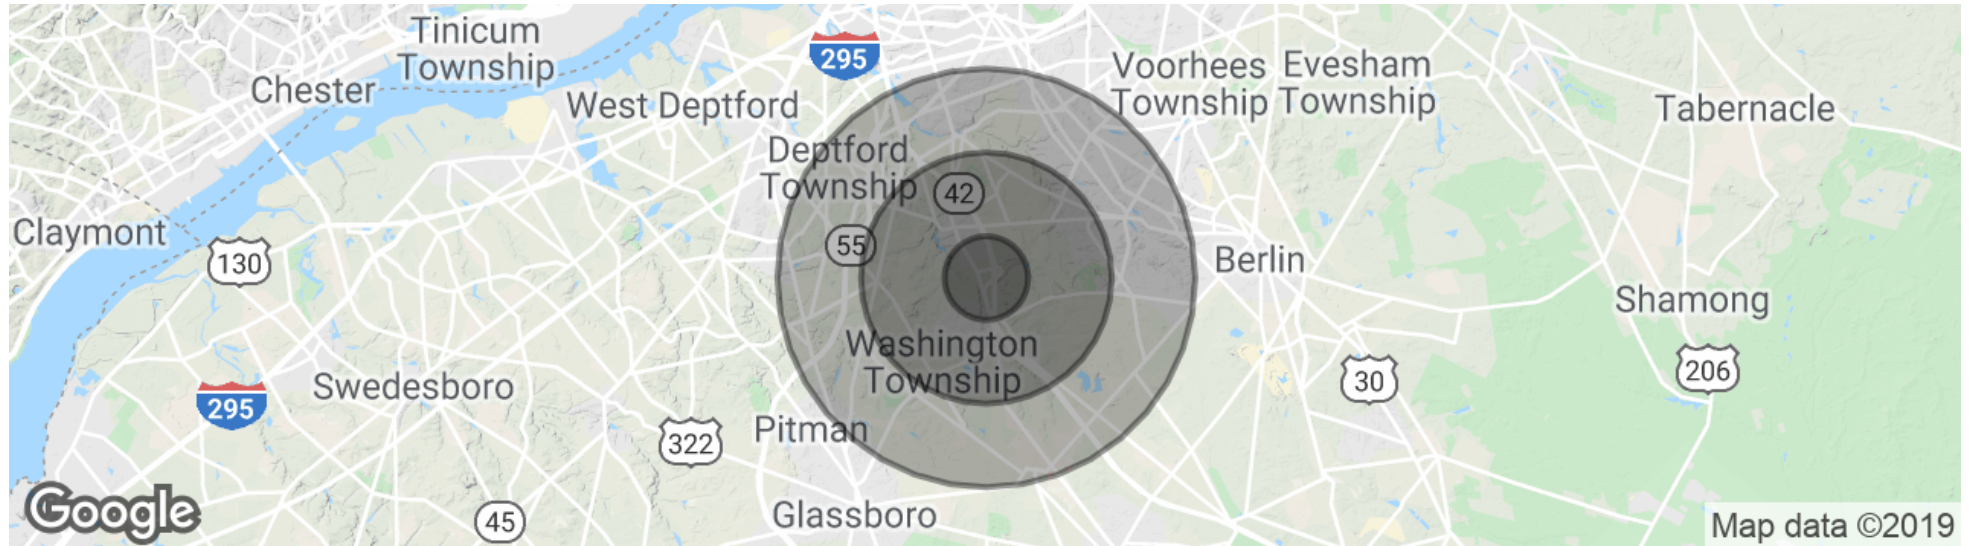 Tinicum
Township
295
Chester
West Deptford
Voorhees
Township
Evesham
Township
Tabernacle
Deptford
Township
42
55
Claymont
130
Berlin
Shamong
Washington
Township
Swedesboro
295
30
206
322
Pitman
Google
45
Glassboro
Map data ©2019